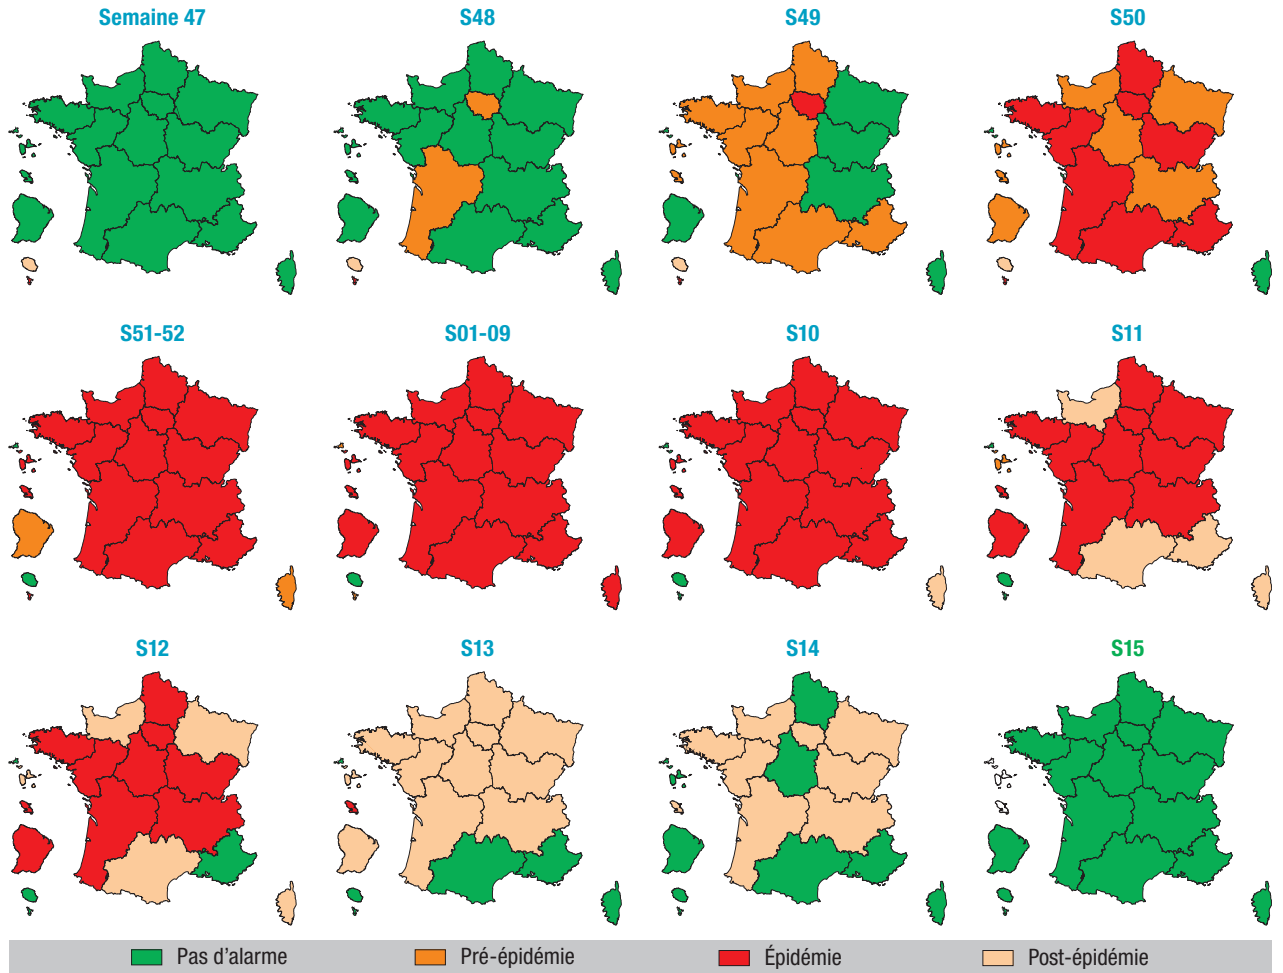 Semaine 47
S48
S49
S50
S51-52
S01-09
S10
S11
S12
S13
S14
S15
Pas d'alarme
Pré-épidémie
Épidémie
Post-épidémie